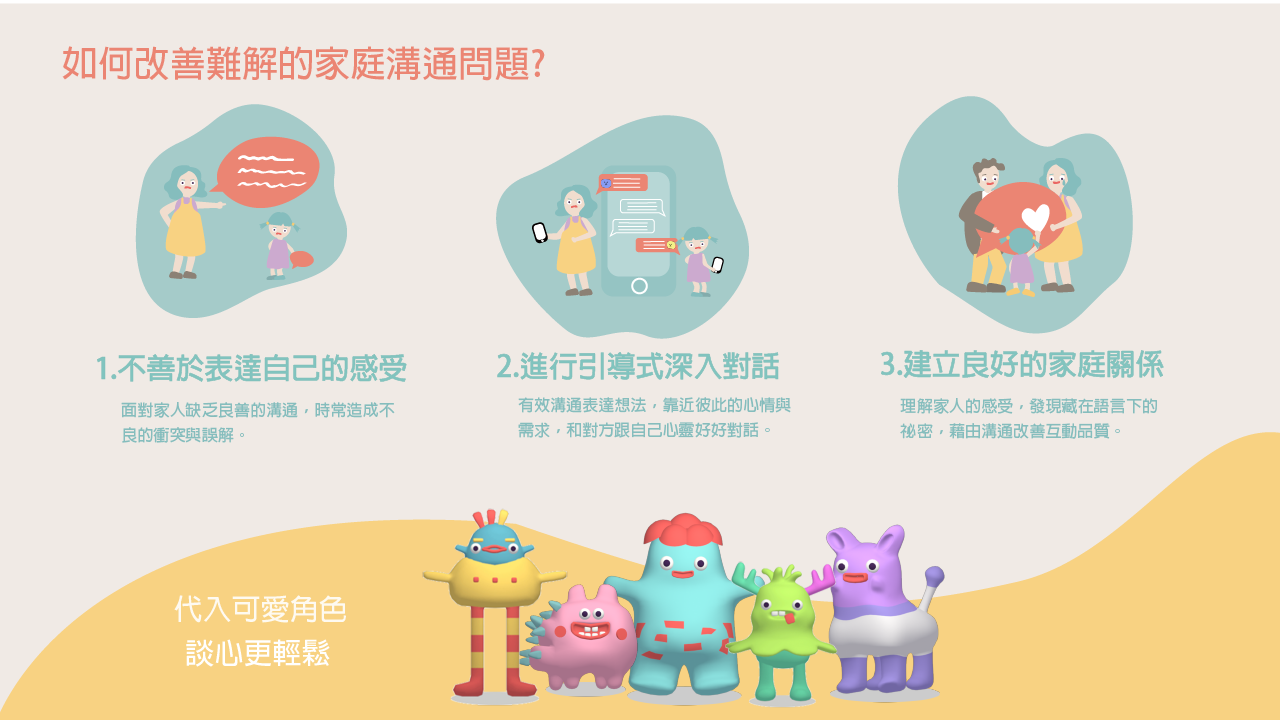 如何改善難解的家庭溝通問題?
1.不善於表達自己的感受
面對家人缺乏良善的溝通，時常造成不
良的衝突與誤解。
2.進行引導式深入對話
有效溝通表達想法，靠近彼此的心情與
需求，和對方跟自己心靈好好對話。
3.建立良好的家庭關係
理解家人的感受，發現藏在語言下的
祕密，藉由溝通改善互動品質。
代入可愛角色
談心更輕鬆